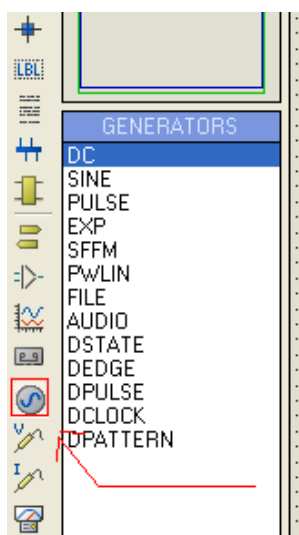 LBL
GENERATORS
DC
SINE
PULSE
EXP
SFFM
PWLIN
FILE
AUDIO
DSTATE
DEDGE
DPULSE
DCLOCK
DPATTERN
V
I